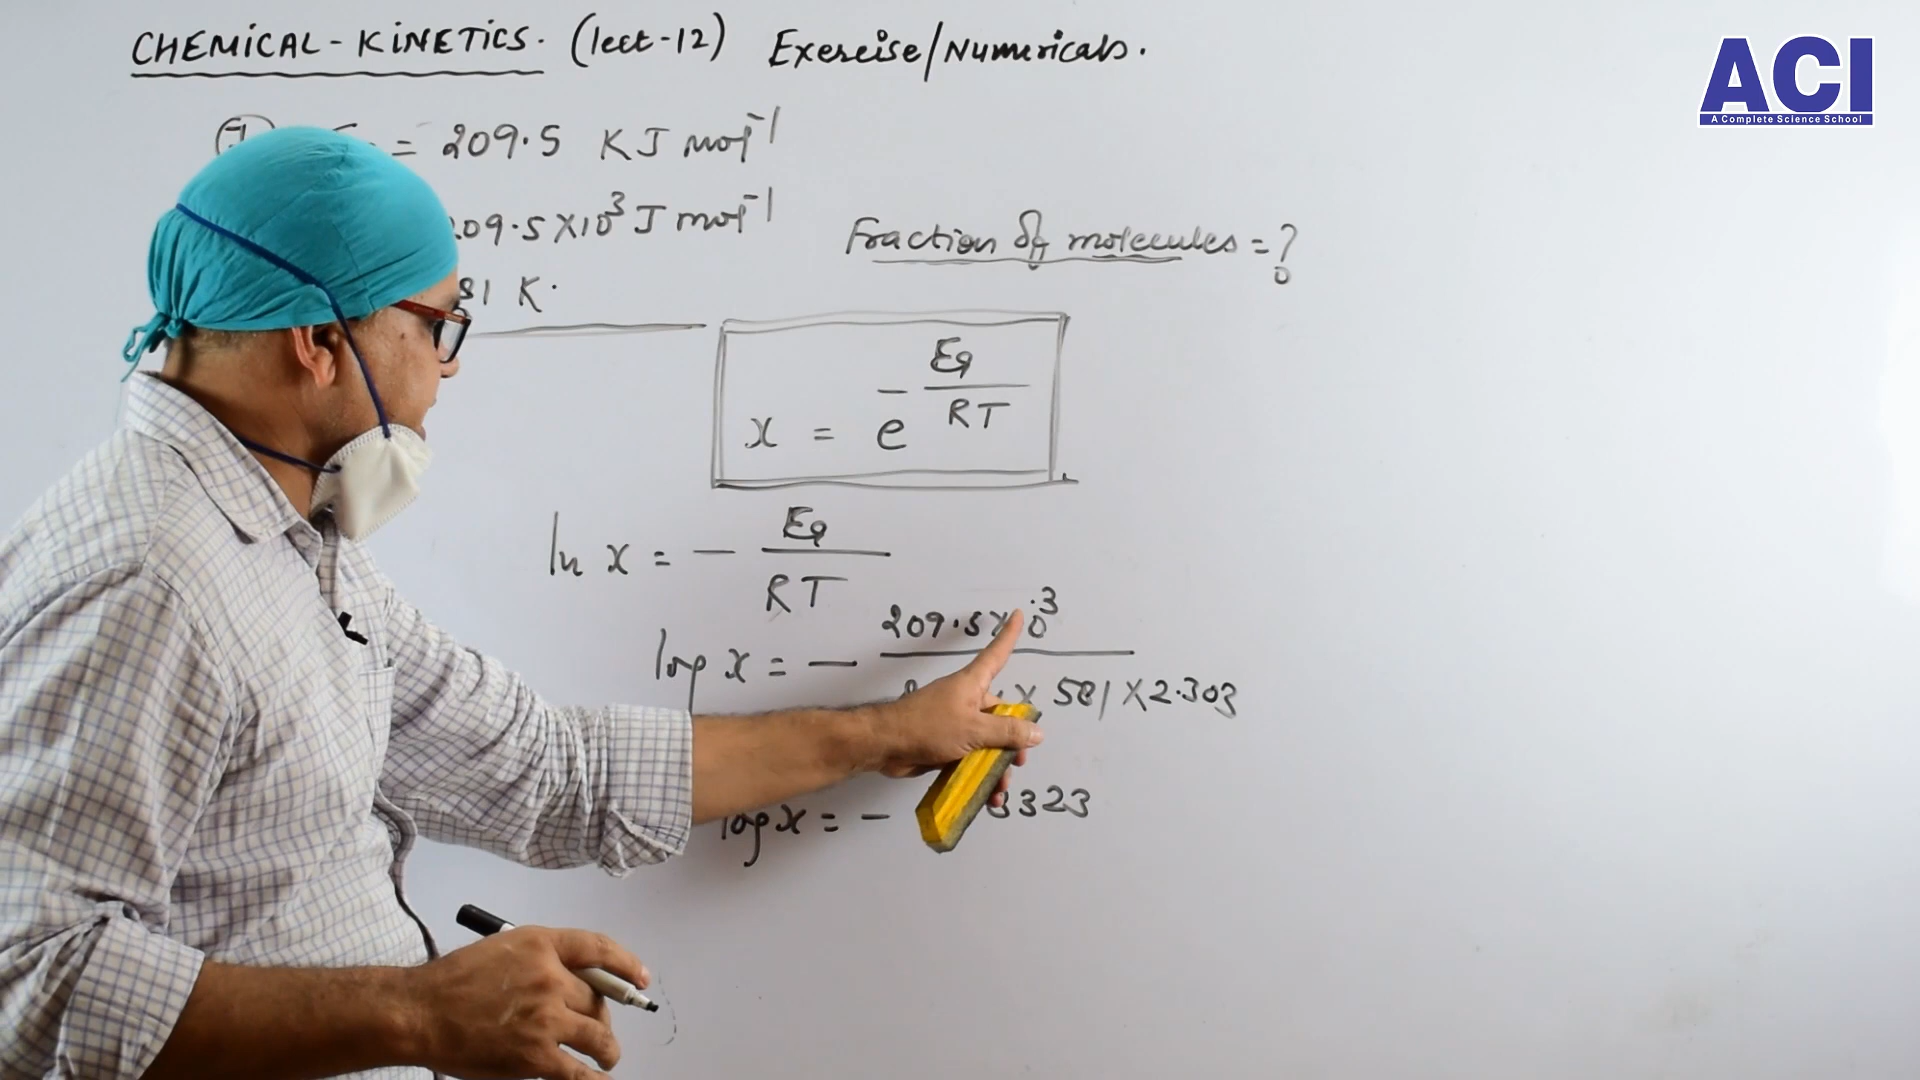 CHEMICAL-KINETICS. (lect-12) Exercise/Numericals.
ACI
A Complete Science School
= 209.5 KJ mol⁻¹
209.5×10³ J mol⁻¹
Fraction of molecules = ?
81 K.
x = e^-Ea/RT
ln x = - Ea/RT
log x = - 209.5×10³
× 581 × 2.303
log x = - 3323